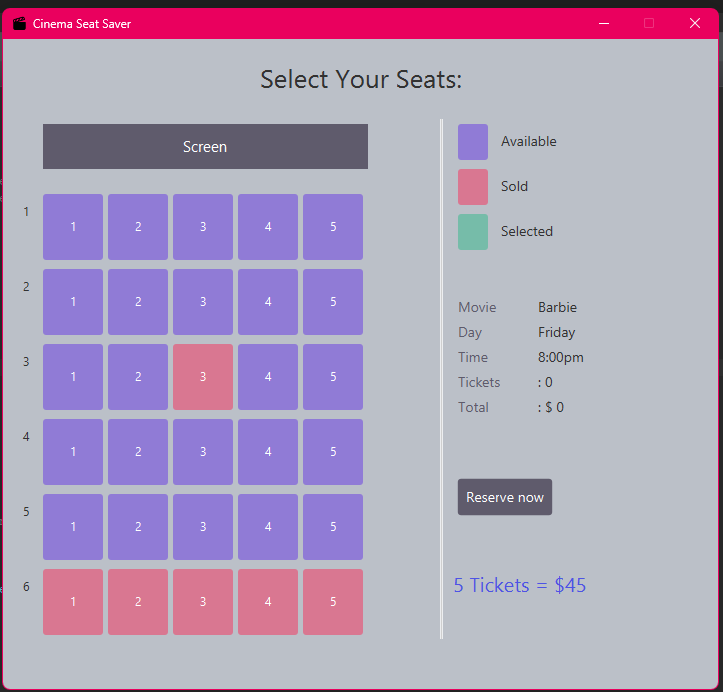 Cinema Seat Saver
Select Your Seats:
Screen
1 1 2 3 4 5
2 1 2 3 4 5
3 1 2 3 4 5
4 1 2 3 4 5
5 1 2 3 4 5
6 1 2 3 4 5
Available
Sold
Selected
Movie Barbie
Day Friday
Time 8:00pm
Tickets : 0
Total : $ 0
Reserve now
5 Tickets = $45